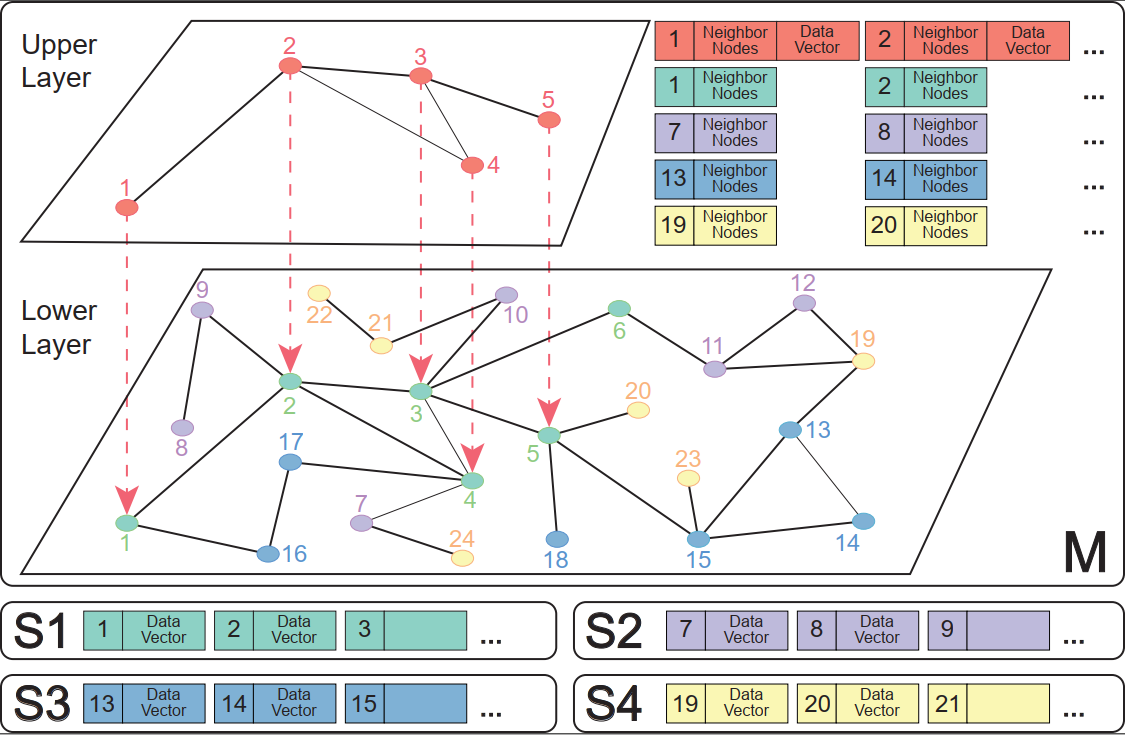 Upper
Layer
2
3
5
4
1
1 Neighbor Nodes Data Vector 2 Neighbor Nodes Data Vector ...
1 Neighbor Nodes 2 Neighbor Nodes ...
7 Neighbor Nodes 8 Neighbor Nodes ...
13 Neighbor Nodes 14 Neighbor Nodes ...
19 Neighbor Nodes 20 Neighbor Nodes ...
Lower
Layer
9
22
21
10
6
12
11
19
2
3
20
8
17
5
13
23
4
7
1
16
24
18
15
14
M
S1 1 Data Vector 2 Data Vector 3 ...
S2 7 Data Vector 8 Data Vector 9 ...
S3 13 Data Vector 14 Data Vector 15 ...
S4 19 Data Vector 20 Data Vector 21 ...